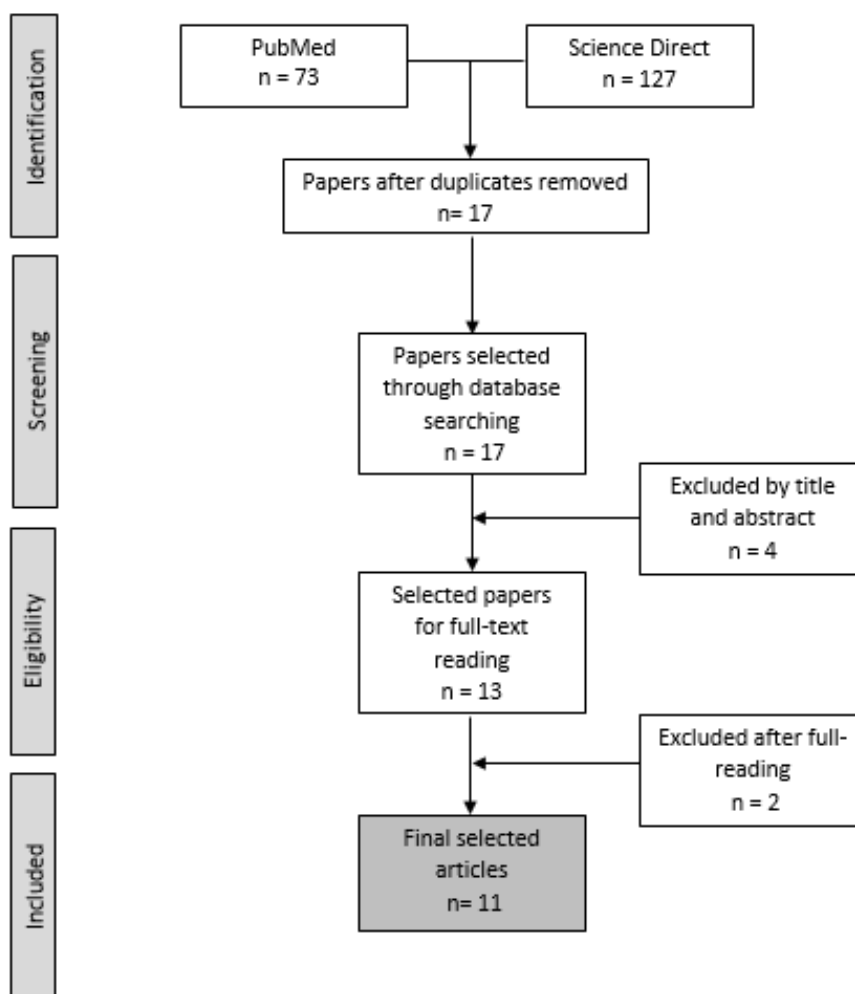 Identification
PubMed
n = 73
Science Direct
n = 127
Papers after duplicates removed
n= 17
Screening
Papers selected
through database
searching
n = 17
Excluded by title
and abstract
n = 4
Eligibility
Selected papers
for full-text
reading
n = 13
Excluded after full-
reading
n = 2
Included
Final selected
articles
n= 11